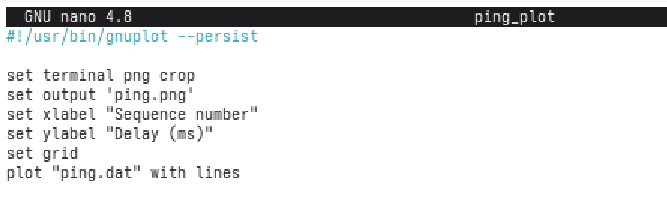 GNU nano 4.8 ping_plot
#!/usr/bin/gnuplot --persist
set terminal png crop
set output 'ping.png'
set xlabel "Sequence number"
set ylabel "Delay (ms)"
set grid
plot "ping.dat" with lines